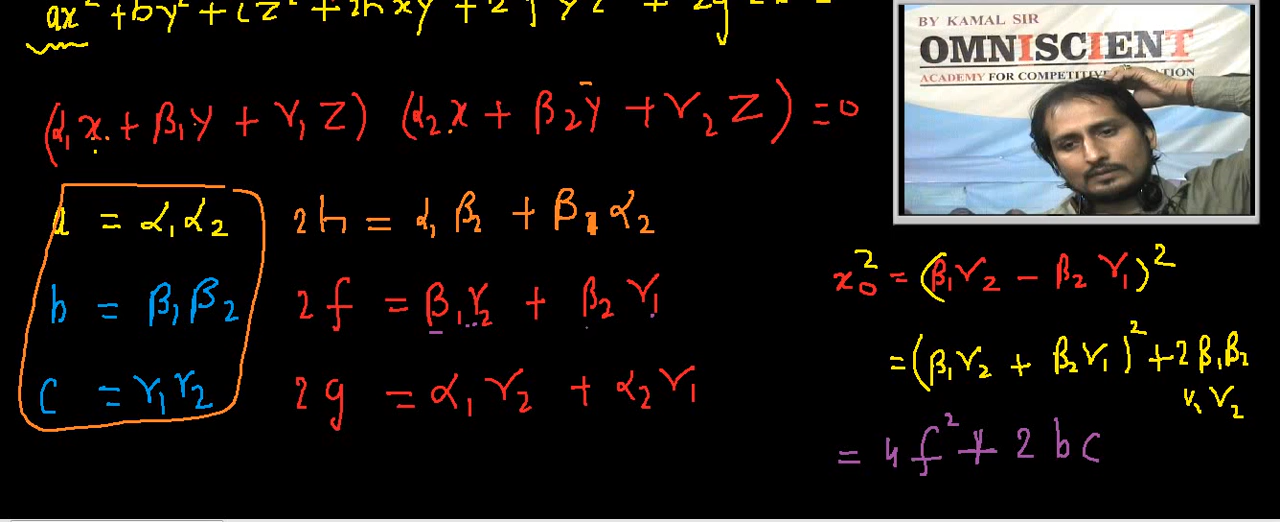 ax² + by² + cz² + 2hxy + 2fyz + 2g
(α₁x + β₁y + γ₁z) (α₂x + β₂y + γ₂z) = 0
a = α₁α₂
2h = α₁β₂ + β₁α₂
b = β₁β₂
2f = β₁γ₂ + β₂γ₁
c = γ₁γ₂
2g = α₁γ₂ + α₂γ₁
BY KAMAL SIR
OMNISCIENT
ACADEMY FOR COMPETITIVE
x₀² = (β₁γ₂ - β₂γ₁)²
= (β₁γ₂ + β₂γ₁)² + 2β₁β₂
γ₁γ₂
= 4f² + 2bc